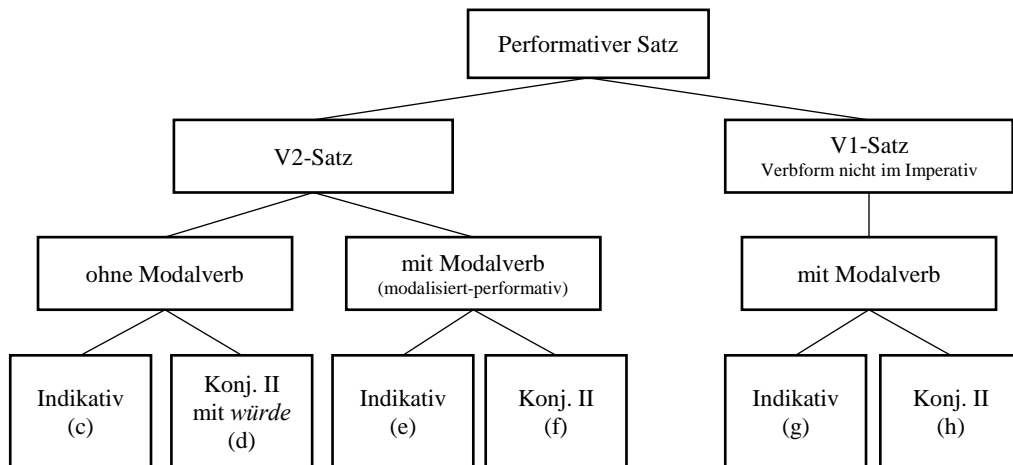 Performativer Satz
V2-Satz
V1-Satz
Verbform nicht im Imperativ
ohne Modalverb
mit Modalverb
(modalisiert-performativ)
mit Modalverb
Indikativ
(c)
Konj. II
mit würde
(d)
Indikativ
(e)
Konj. II
(f)
Indikativ
(g)
Konj. II
(h)